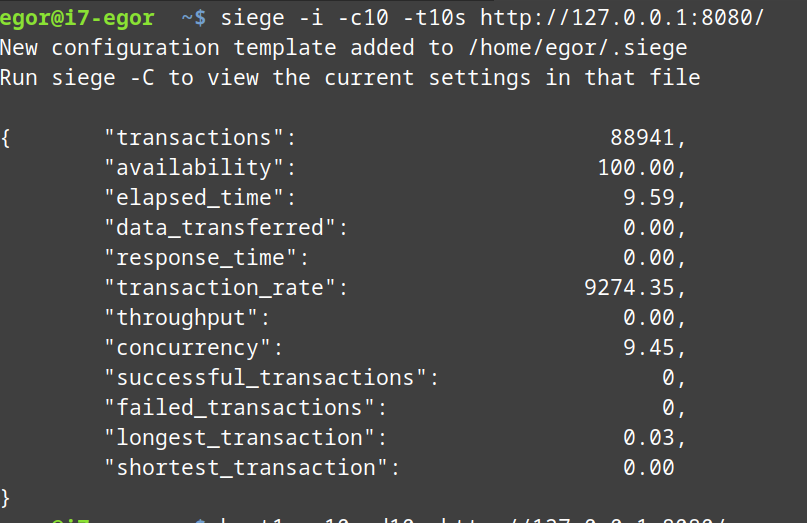 egor@i7-egor ~$ siege -i -c10 -t10s http://127.0.0.1:8080/
New configuration template added to /home/egor/.siege
Run siege -C to view the current settings in that file
{ "transactions": 88941,
"availability": 100.00,
"elapsed_time": 9.59,
"data_transferred": 0.00,
"response_time": 0.00,
"transaction_rate": 9274.35,
"throughput": 0.00,
"concurrency": 9.45,
"successful_transactions": 0,
"failed_transactions": 0,
"longest_transaction": 0.03,
"shortest_transaction": 0.00
}